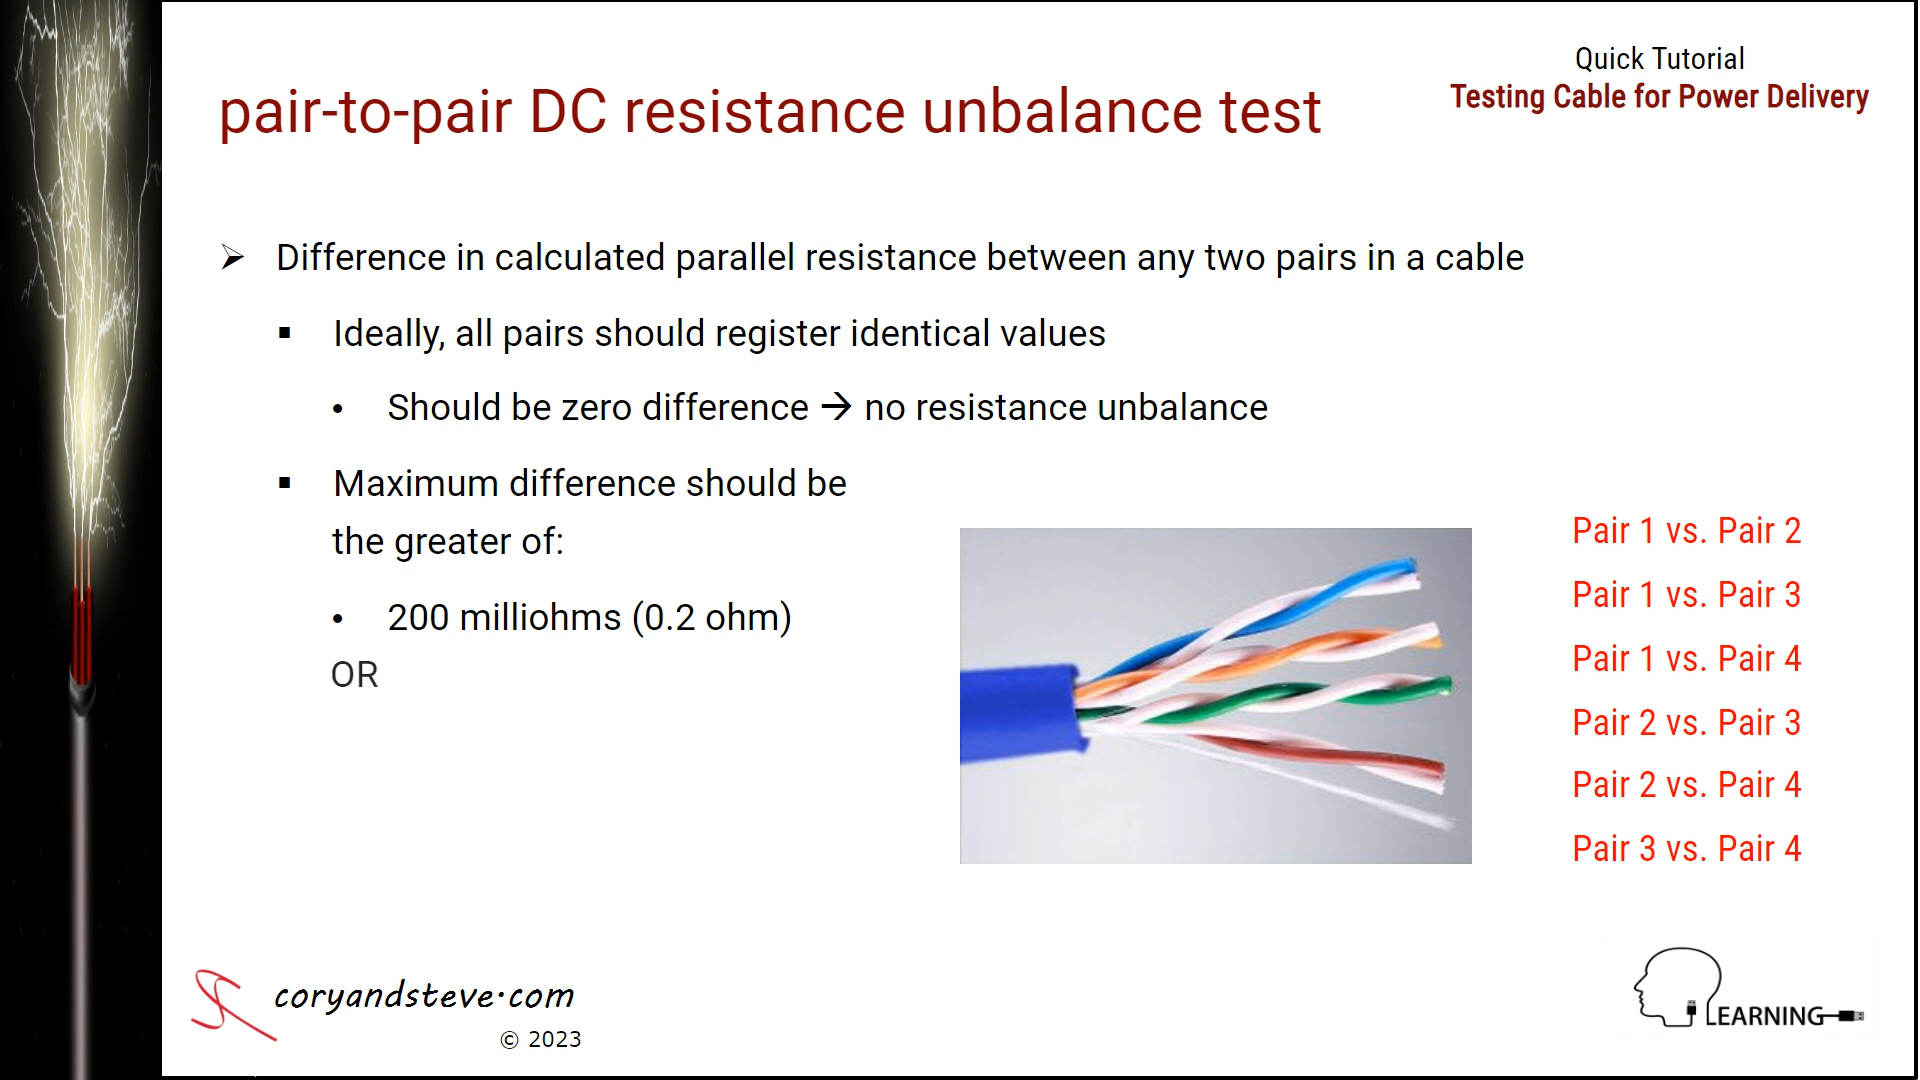 Quick Tutorial
Testing Cable for Power Delivery
pair-to-pair DC resistance unbalance test
➢ Difference in calculated parallel resistance between any two pairs in a cable
▪ Ideally, all pairs should register identical values
• Should be zero difference → no resistance unbalance
▪ Maximum difference should be
the greater of:
• 200 milliohms (0.2 ohm)
OR
Pair 1 vs. Pair 2
Pair 1 vs. Pair 3
Pair 1 vs. Pair 4
Pair 2 vs. Pair 3
Pair 2 vs. Pair 4
Pair 3 vs. Pair 4
coryandsteve.com
© 2023
LEARNING